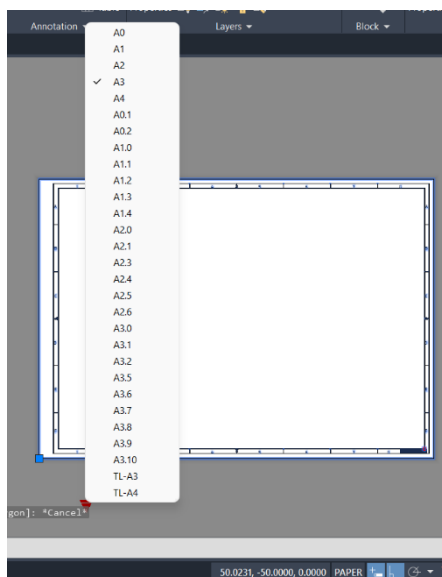 Annotation
Layers
Block
A0
A1
A2
A3
A4
A0.1
A0.2
A1.0
A1.1
A1.2
A1.3
A1.4
A2.0
A2.1
A2.3
A2.4
A2.5
A2.6
A3.0
A3.1
A3.2
A3.5
A3.6
A3.7
A3.8
A3.9
A3.10
TL-A3
TL-A4
gon]: *Cancel*
50.0231, -50.0000, 0.0000 PAPER